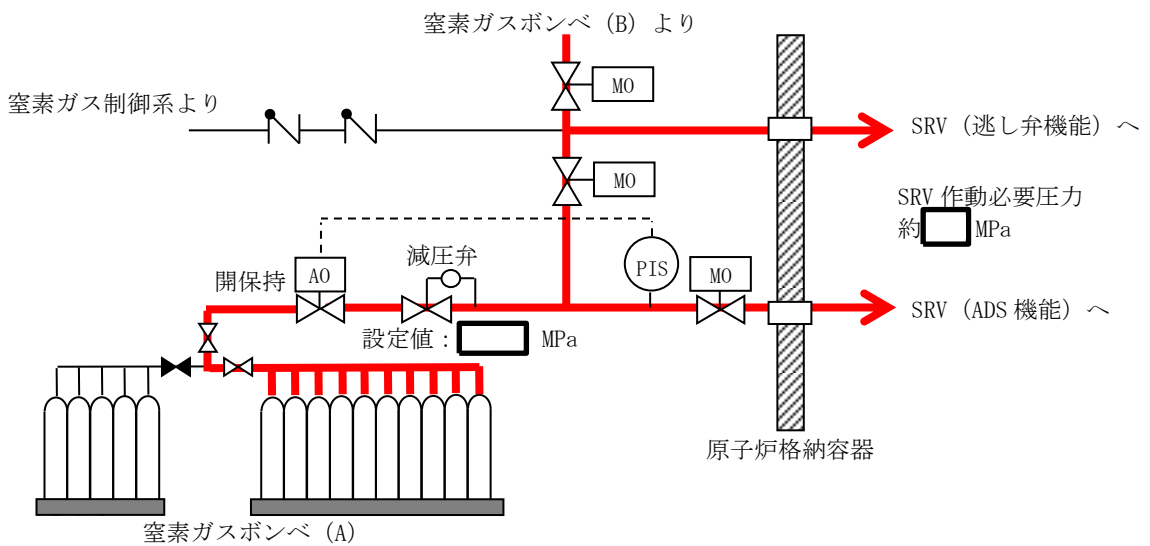 窒素ガスボンベ (B) より
MO
窒素ガス制御系より
SRV (逃し弁機能) へ
MO
SRV 作動必要圧力
約 MPa
減圧弁
PIS
MO
開保持
AO
SRV (ADS 機能) へ
設定値: MPa
原子炉格納容器
窒素ガスボンベ (A)